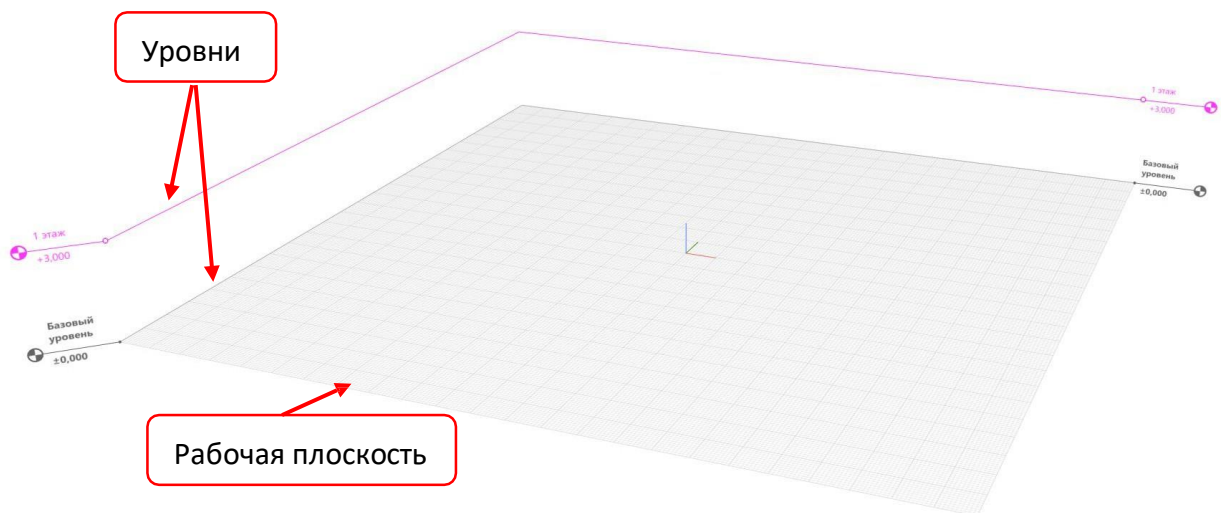 Уровни
1 этаж
+3,000
Базовый
уровень
±0,000
1 этаж
+3,000
Базовый
уровень
±0,000
Рабочая плоскость